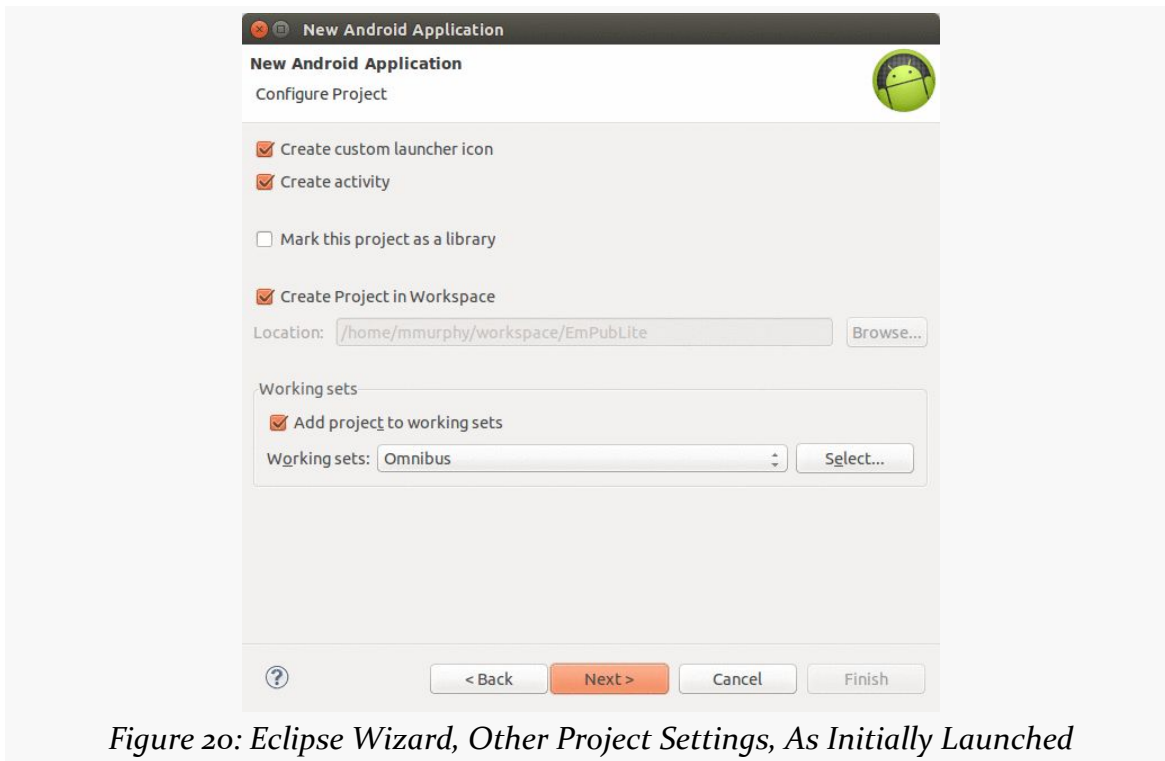 New Android Application
New Android Application
Configure Project
Create custom launcher icon
Create activity
Mark this project as a library
Create Project in Workspace
Location: /home/mmurphy/workspace/EmPubLite Browse...
Working sets
Add project to working sets
Working sets: Omnibus Select...
? < Back Next > Cancel Finish
Figure 20: Eclipse Wizard, Other Project Settings, As Initially Launched